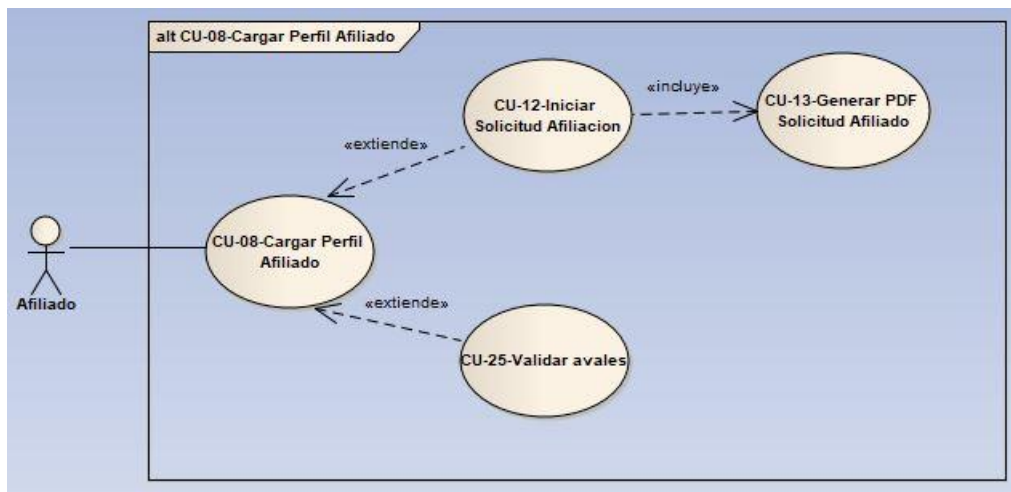 alt CU-08-Cargar Perfil Afiliado
CU-12-Iniciar
Solicitud Afiliacion
«incluye»
CU-13-Generar PDF
Solicitud Afiliado
«extiende»
CU-08-Cargar Perfil
Afiliado
Afiliado
«extiende»
CU-25-Validar avales